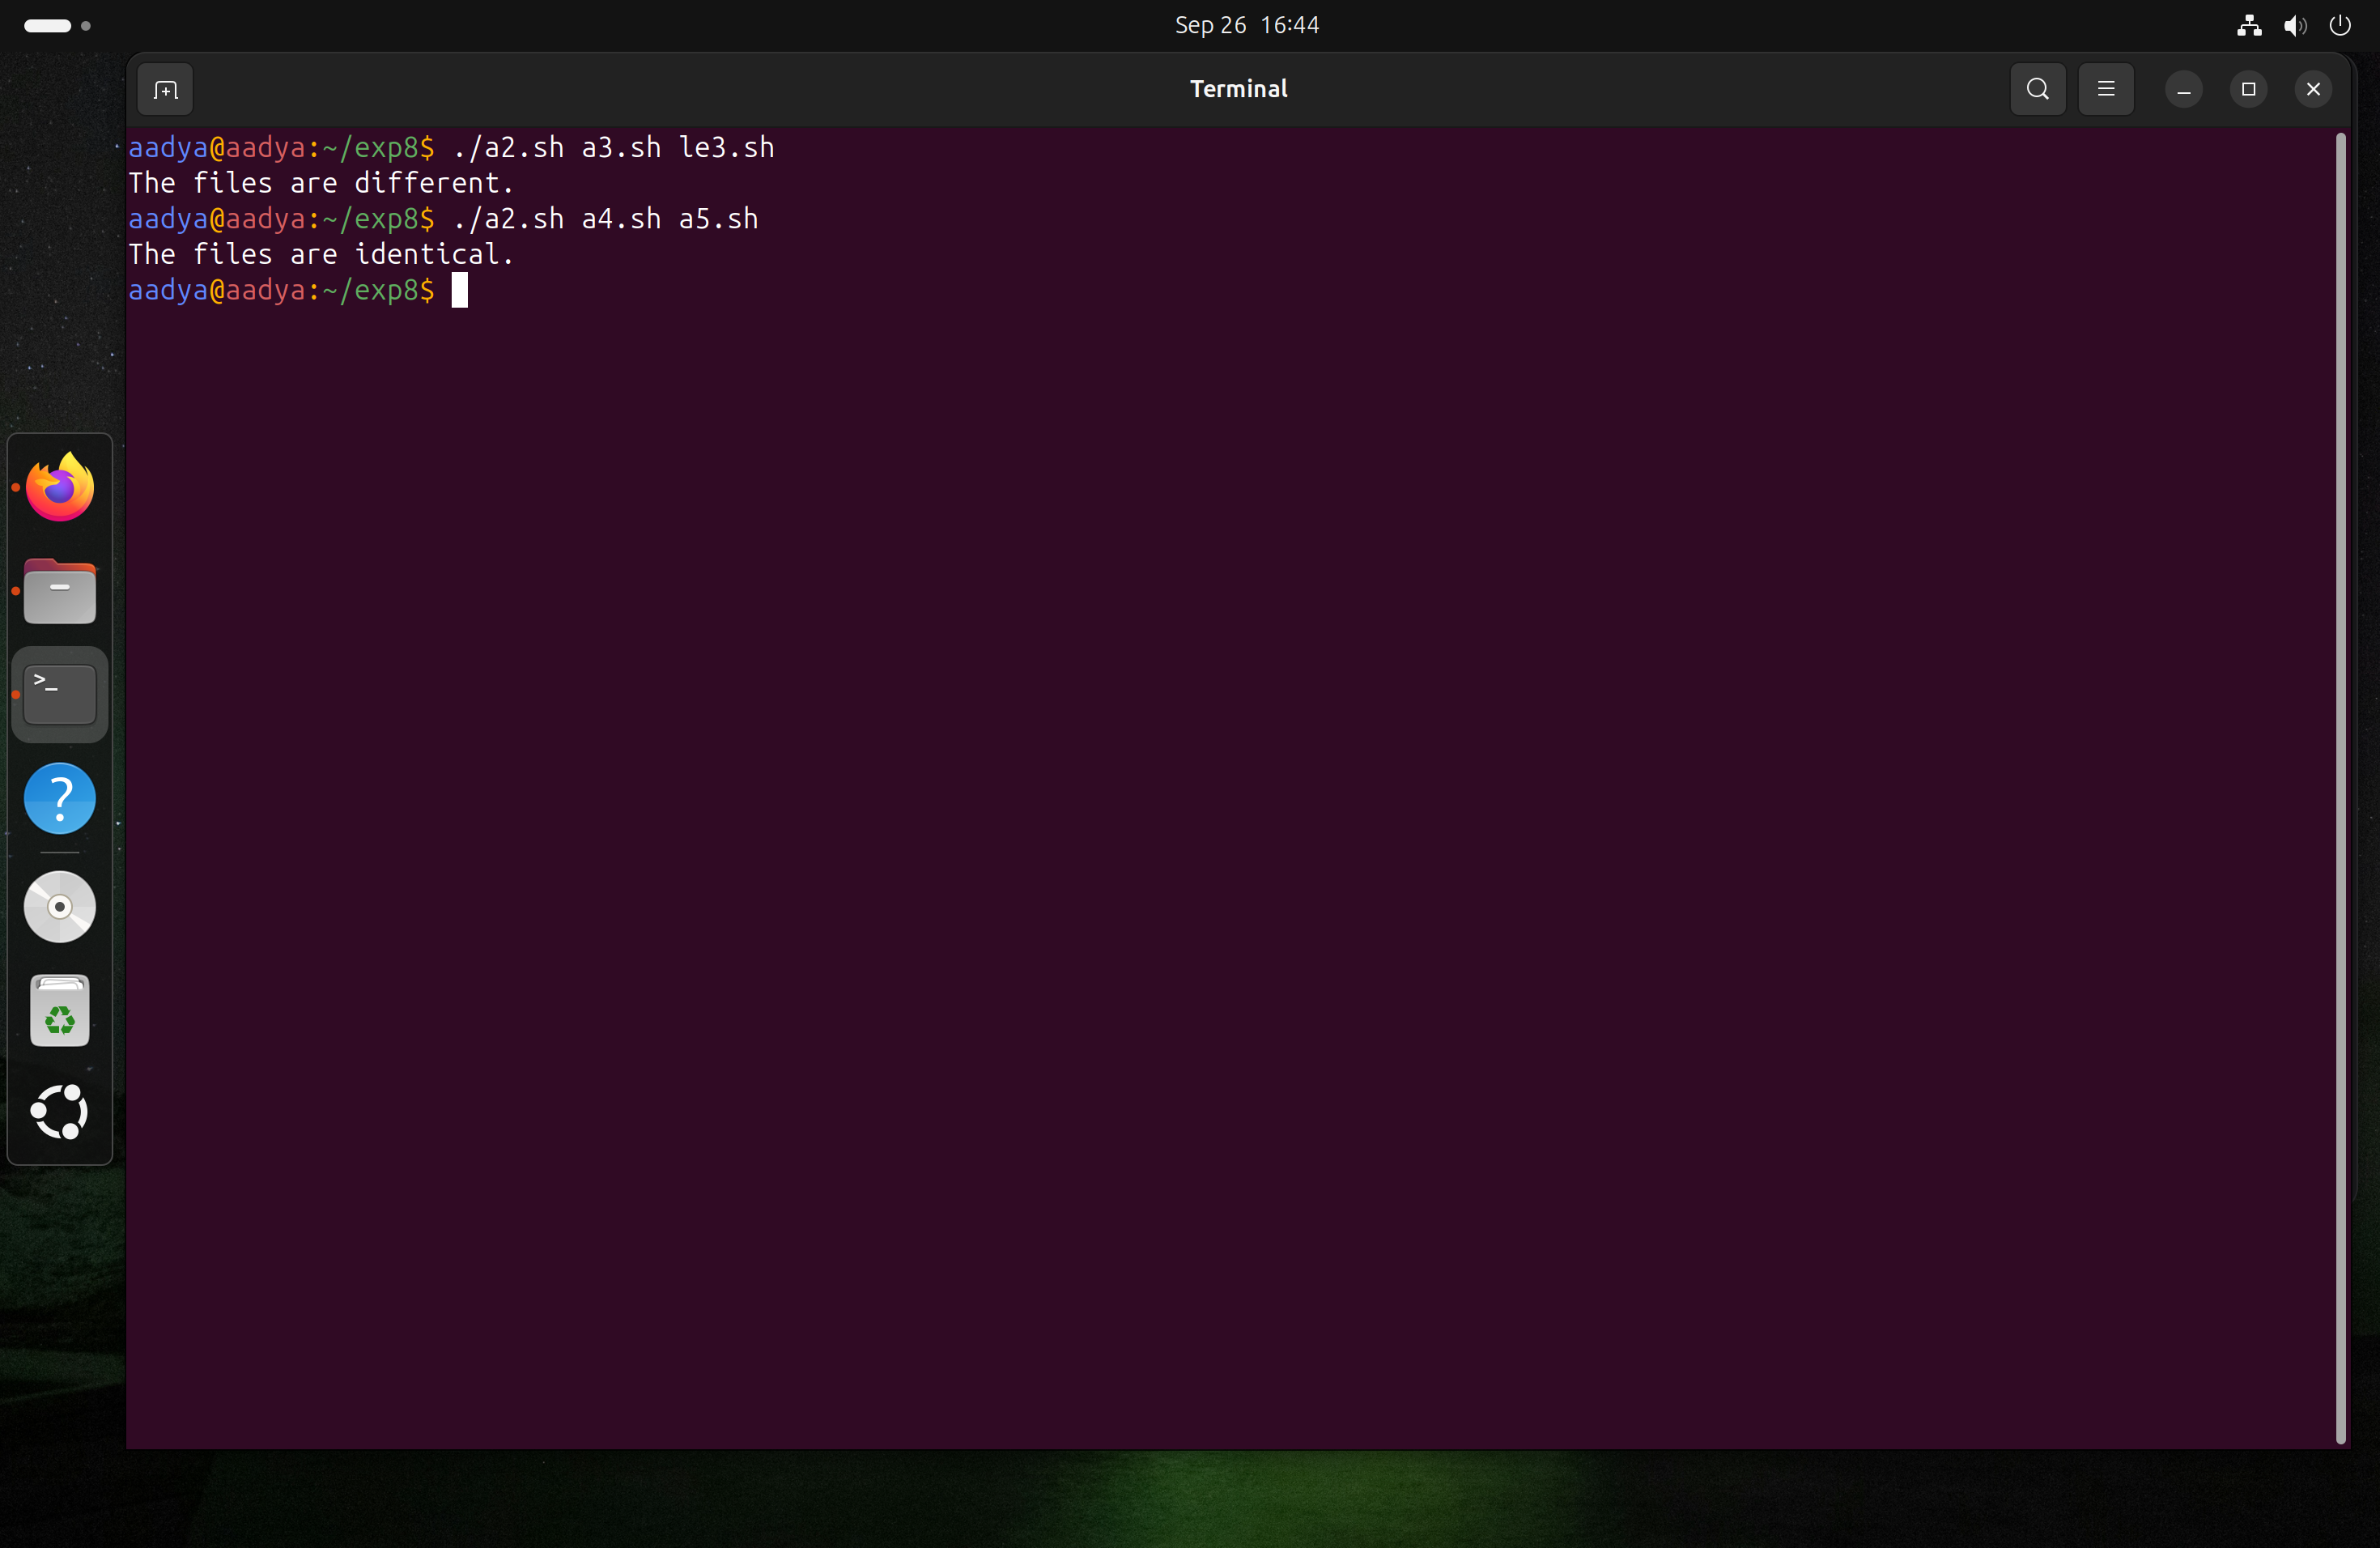 Sep 26 16:44
Terminal
aadya@aadya:~/exp8$ ./a2.sh a3.sh le3.sh
The files are different.
aadya@aadya:~/exp8$ ./a2.sh a4.sh a5.sh
The files are identical.
aadya@aadya:~/exp8$